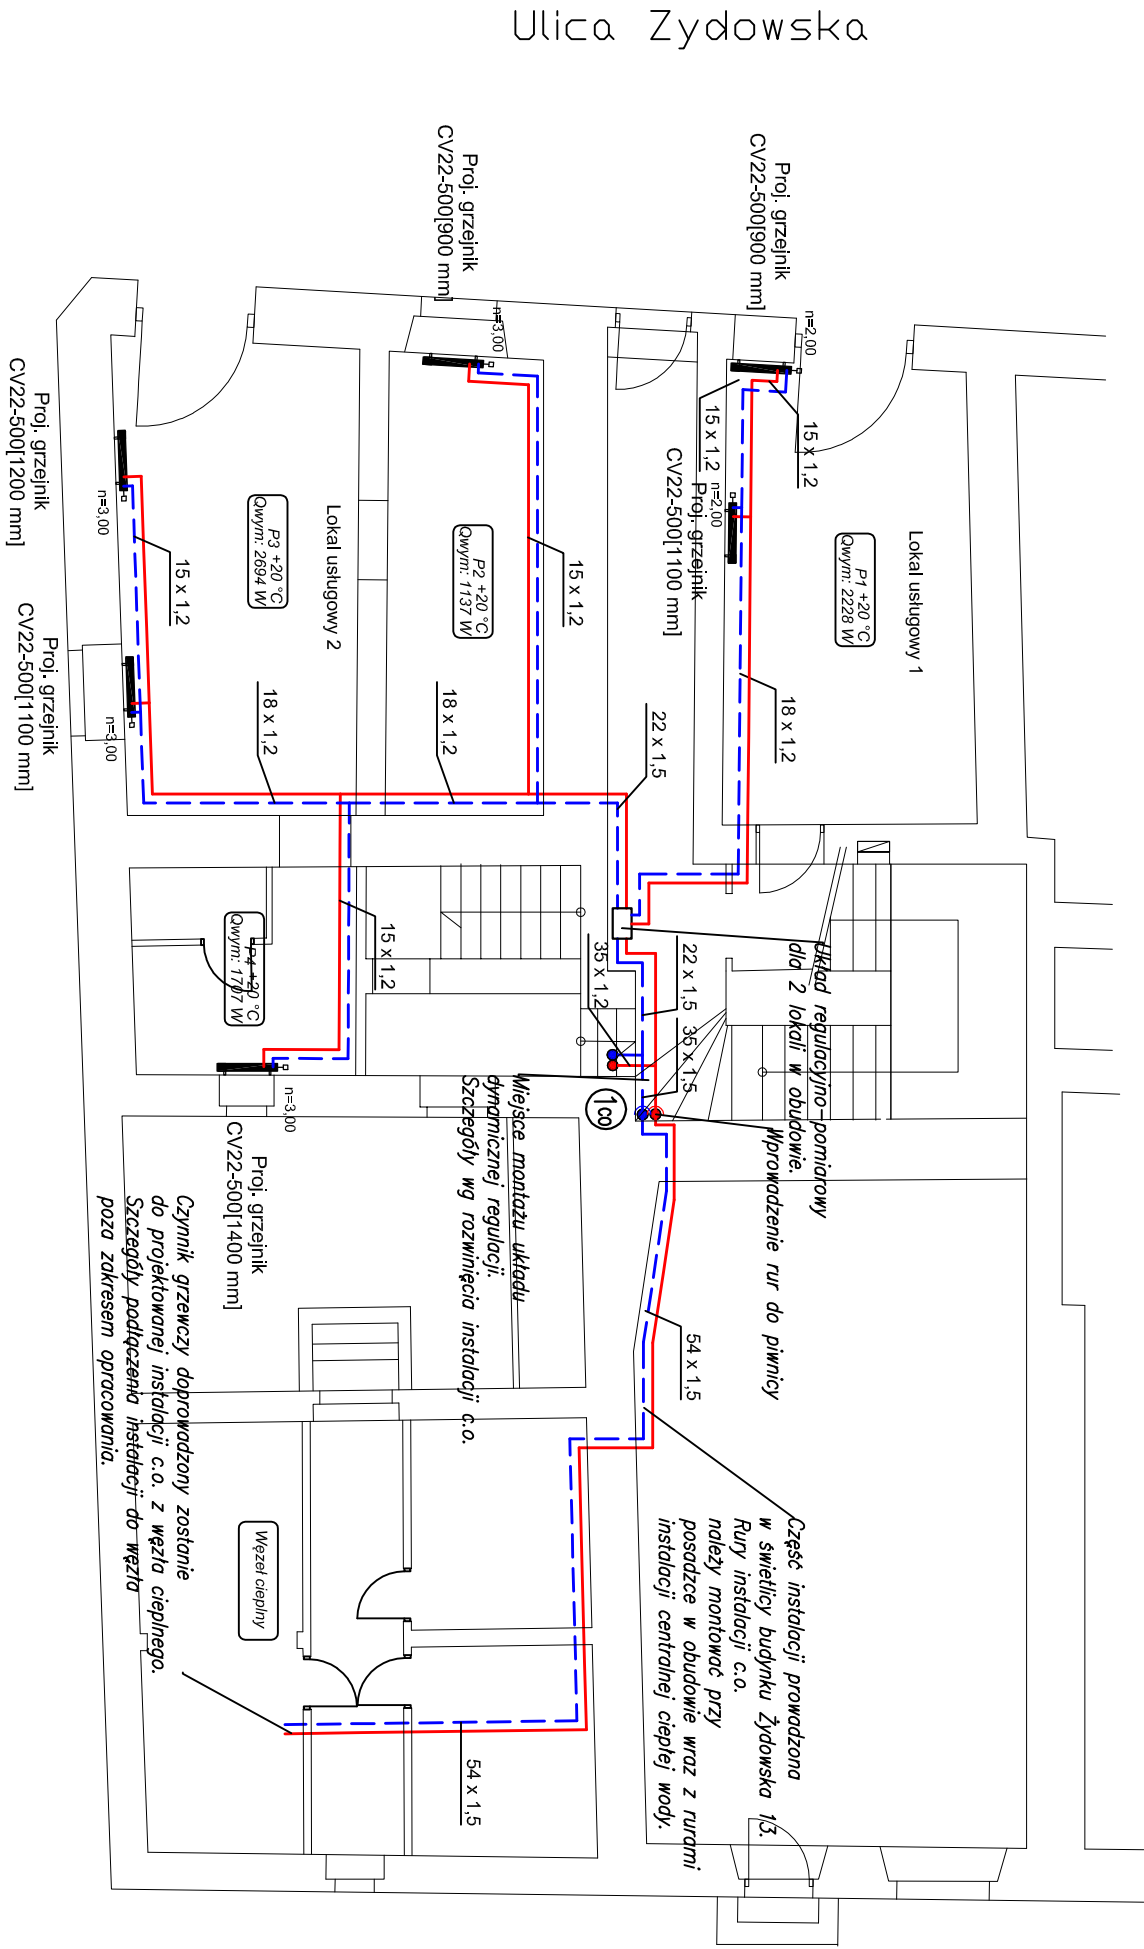 Ulica Zydowska
Proj. grzejnik
CV22-500[900 mm]
n=2,00
Proj. grzejnik
CV22-500[900 mm]
n=3,00
15 x 1,2
15 x 1,2
Proj. grzejnik
CV22-500[1100 mm]
n=2,00
Lokal usługowy 1
P1 +20 °C
Qwym: 2228 W
18 x 1,2
Proj. grzejnik
CV22-500[1200 mm]
n=3,00
15 x 1,2
Lokal usługowy 2
P3 +20 °C
Qwym: 2694 W
P2 +20 °C
Qwym: 1137 W
15 x 1,2
Proj. grzejnik
CV22-500[1100 mm]
n=3,00
18 x 1,2
18 x 1,2
22 x 1,5
P4 +20 °C
Qwym: 1707 W
15 x 1,2
35 x 1,2
22 x 1,5
35 x 1,5
Układ regulacyjno-pomiarowy
dla 2 lokali w obudowie.
1co
Wprowadzenie rur do piwnicy
Miejsce montażu układu
dynamicznej regulacji.
Szczegóły wg rozwinięcia instalacji c.o.
n=3,00
Proj. grzejnik
CV22-500[1400 mm]
Czynnik grzewczy doprowadzony zostanie
do projektowanej instalacji c.o. z węzła cieplnego.
Szczegóły podłączenia instalacji do węzła
poza zakresem opracowania.
54 x 1,5
Węzeł cieplny
Część instalacji prowadzona
w świetlicy budynku Żydowska 13.
Rury instalacji c.o.
należy montować przy
posadzce w obudowie wraz z rurami
instalacji centralnej ciepłej wody.
54 x 1,5